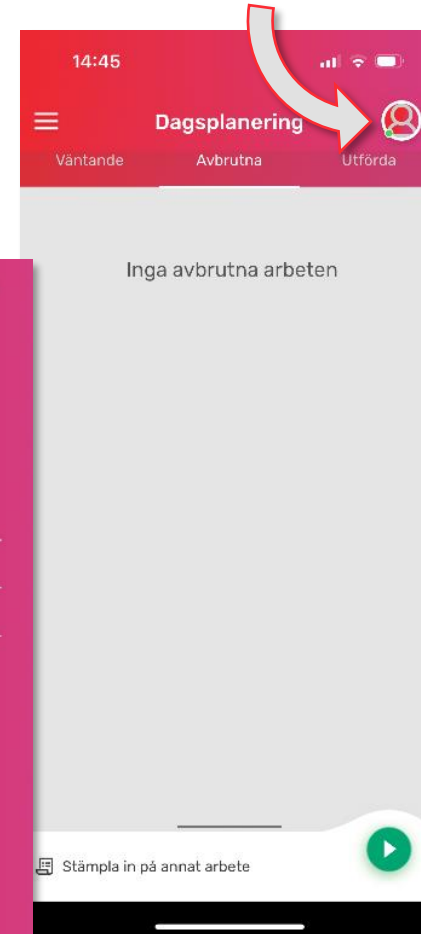 14:45
Dagsplanering
Väntande Avbrutna Utförda
Inga avbrutna arbeten
Stämpla in på annat arbete